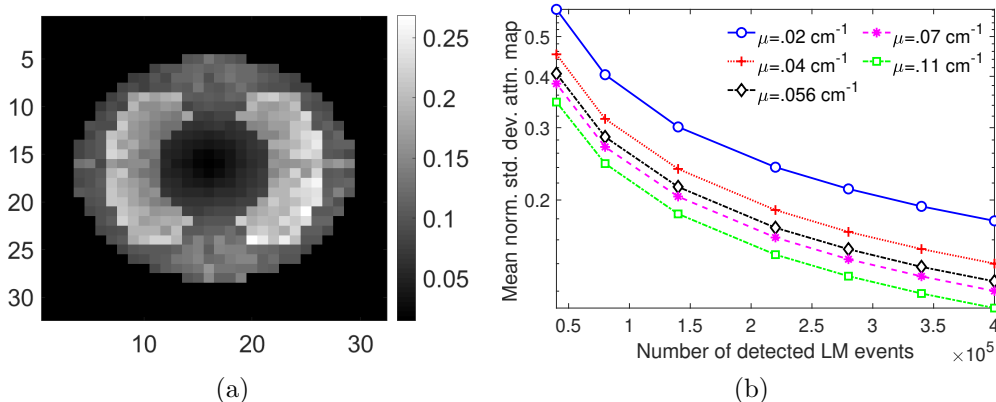 5
10
15
20
25
30
10 20 30
0.25
0.2
0.15
0.1
0.05
(a)
Mean norm. std. dev. attn. map
0.5
0.4
0.3
0.2
μ=.02 cm-1
μ=.04 cm-1
μ=.056 cm-1
μ=.07 cm-1
μ=.11 cm-1
0.5 1 1.5 2 2.5 3 3.5 4
Number of detected LM events
×10^5
(b)